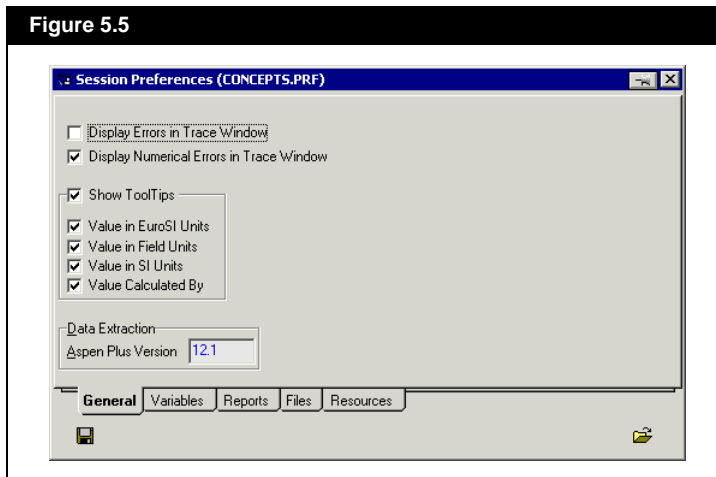 Figure 5.5
Session Preferences (CONCEPTS.PRF)
Display Errors in Trace Window
Display Numerical Errors in Trace Window
Show ToolTips
Value in EuroSI Units
Value in Field Units
Value in SI Units
Value Calculated By
Data Extraction
Aspen Plus Version 12.1
General Variables Reports Files Resources